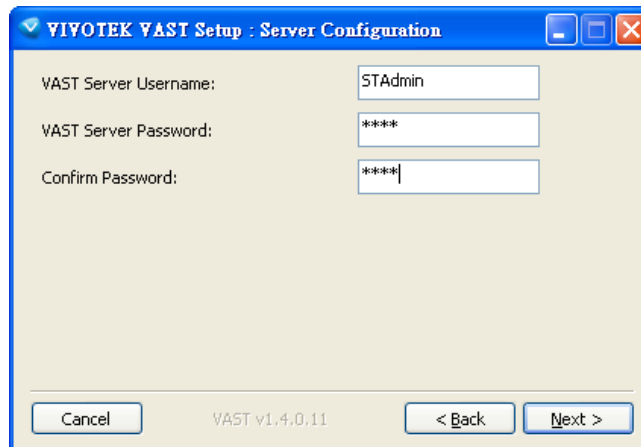 VIVOTEK VAST Setup : Server Configuration
VAST Server Username: STAdmin
VAST Server Password: ****
Confirm Password: ****
Cancel VAST v1.4.0.11 < Back Next >